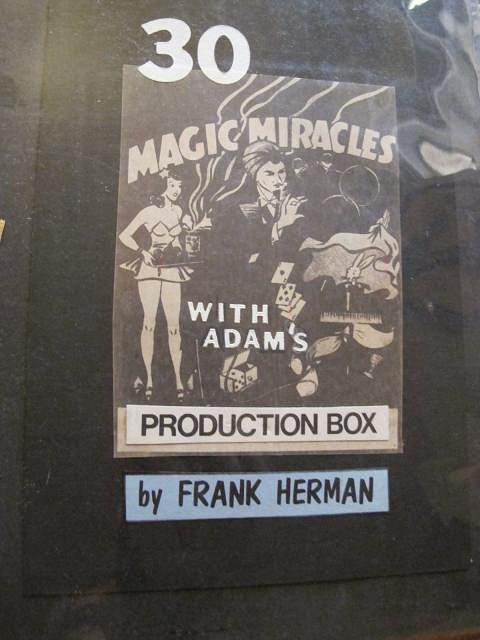 30
MAGIC MIRACLES
WITH
ADAM'S
PRODUCTION BOX
by FRANK HERMAN